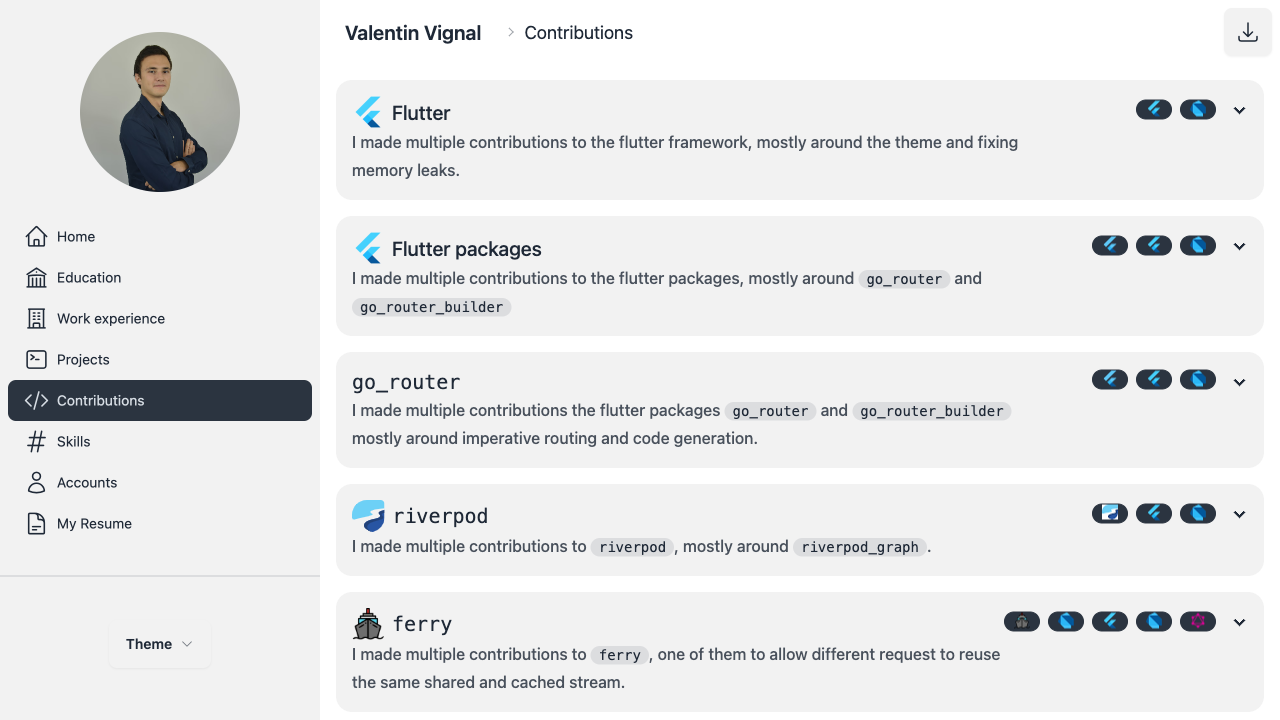 Valentin Vignal
Contributions
Home
Education
Work experience
Projects
Contributions
Skills
Accounts
My Resume
Theme
Flutter
I made multiple contributions to the flutter framework, mostly around the theme and fixing
memory leaks.
Flutter packages
I made multiple contributions to the flutter packages, mostly around go_router and
go_router_builder
go_router
I made multiple contributions the flutter packages go_router and go_router_builder
mostly around imperative routing and code generation.
riverpod
I made multiple contributions to riverpod, mostly around riverpod_graph.
ferry
I made multiple contributions to ferry, one of them to allow different request to reuse
the same shared and cached stream.